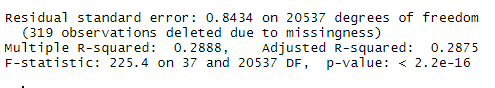 Residual standard error: 0.8434 on 20537 degrees of freedom
(319 observations deleted due to missingness)
Multiple R-squared:  0.2888,    Adjusted R-squared:  0.2875
F-statistic: 225.4 on 37 and 20537 DF,  p-value: < 2.2e-16